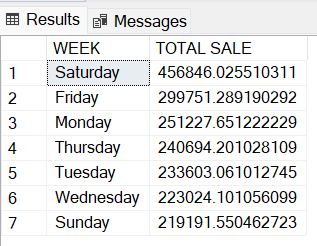 Results Messages
WEEK TOTAL SALE
1 Saturday 456846.025510311
2 Friday 299751.289190292
3 Monday 251227.651222229
4 Thursday 240694.201028109
5 Tuesday 233603.061012745
6 Wednesday 223024.101056099
7 Sunday 219191.550462723